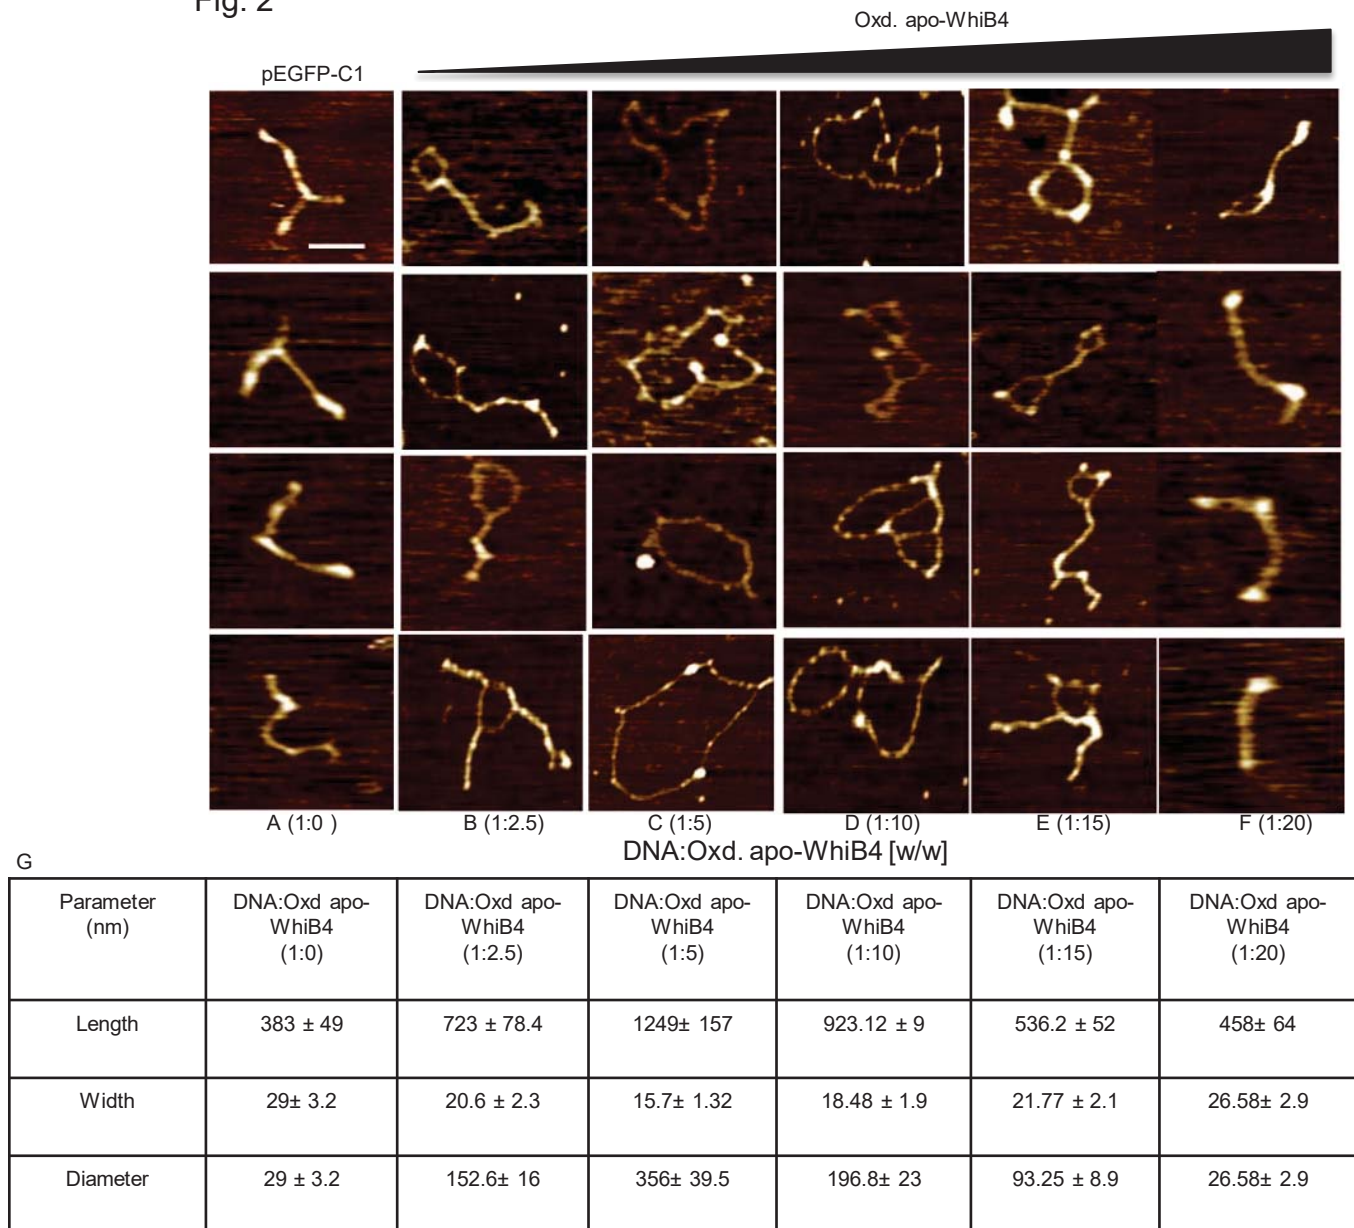 Fig. 2
Oxd. apo-WhiB4
pEGFP-C1
A (1:0 )
B (1:2.5)
C (1:5)
D (1:10)
E (1:15)
F (1:20)
DNA:Oxd. apo-WhiB4 [w/w]
G
Parameter
(nm)
DNA:Oxd apo-
WhiB4
(1:0)
DNA:Oxd apo-
WhiB4
(1:2.5)
DNA:Oxd apo-
WhiB4
(1:5)
DNA:Oxd apo-
WhiB4
(1:10)
DNA:Oxd apo-
WhiB4
(1:15)
DNA:Oxd apo-
WhiB4
(1:20)
Length
383 ± 49
723 ± 78.4
1249± 157
923.12 ± 9
536.2 ± 52
458± 64
Width
29± 3.2
20.6 ± 2.3
15.7± 1.32
18.48 ± 1.9
21.77 ± 2.1
26.58± 2.9
Diameter
29 ± 3.2
152.6± 16
356± 39.5
196.8± 23
93.25 ± 8.9
26.58± 2.9